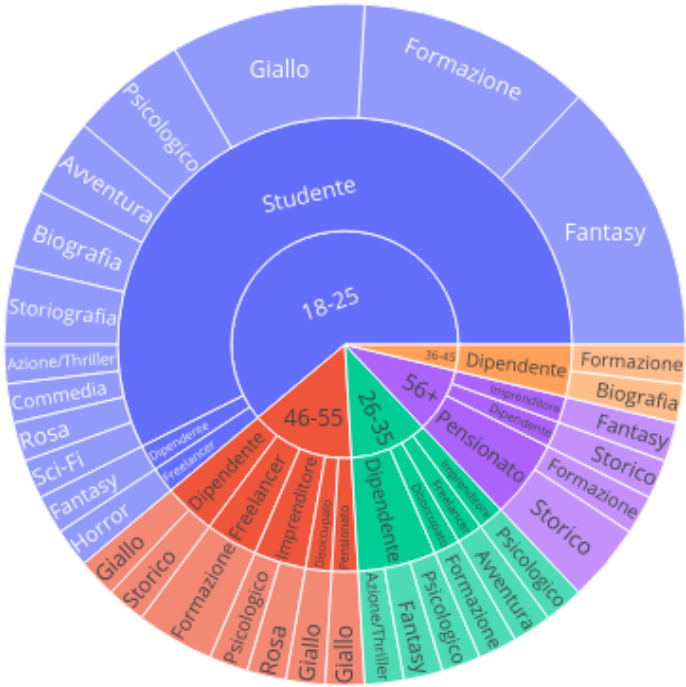 18-25
Studente
Fantasy
Formazione
Giallo
Psicologico
Avventura
Biografia
Storiografia
Azione/Thriller
Commedia
Rosa
Sci-Fi
Dipendente
Fantasy
Freelancer
Horror
46-55
Dipendente
Giallo
Storico
Freelancer
Formazione
Imprenditore
Psicologico
Rosa
Disoccupato
Giallo
Pensionato
Giallo
26-35
Dipendente
Azione/Thriller
Fantasy
Psicologico
Disoccupato
Formazione
Freelancer
Avventura
Imprenditore
Psicologico
56+
Pensionato
Storico
Formazione
Dipendente
Storico
Imprenditore
Fantasy
36-45
Dipendente
Biografia
Formazione